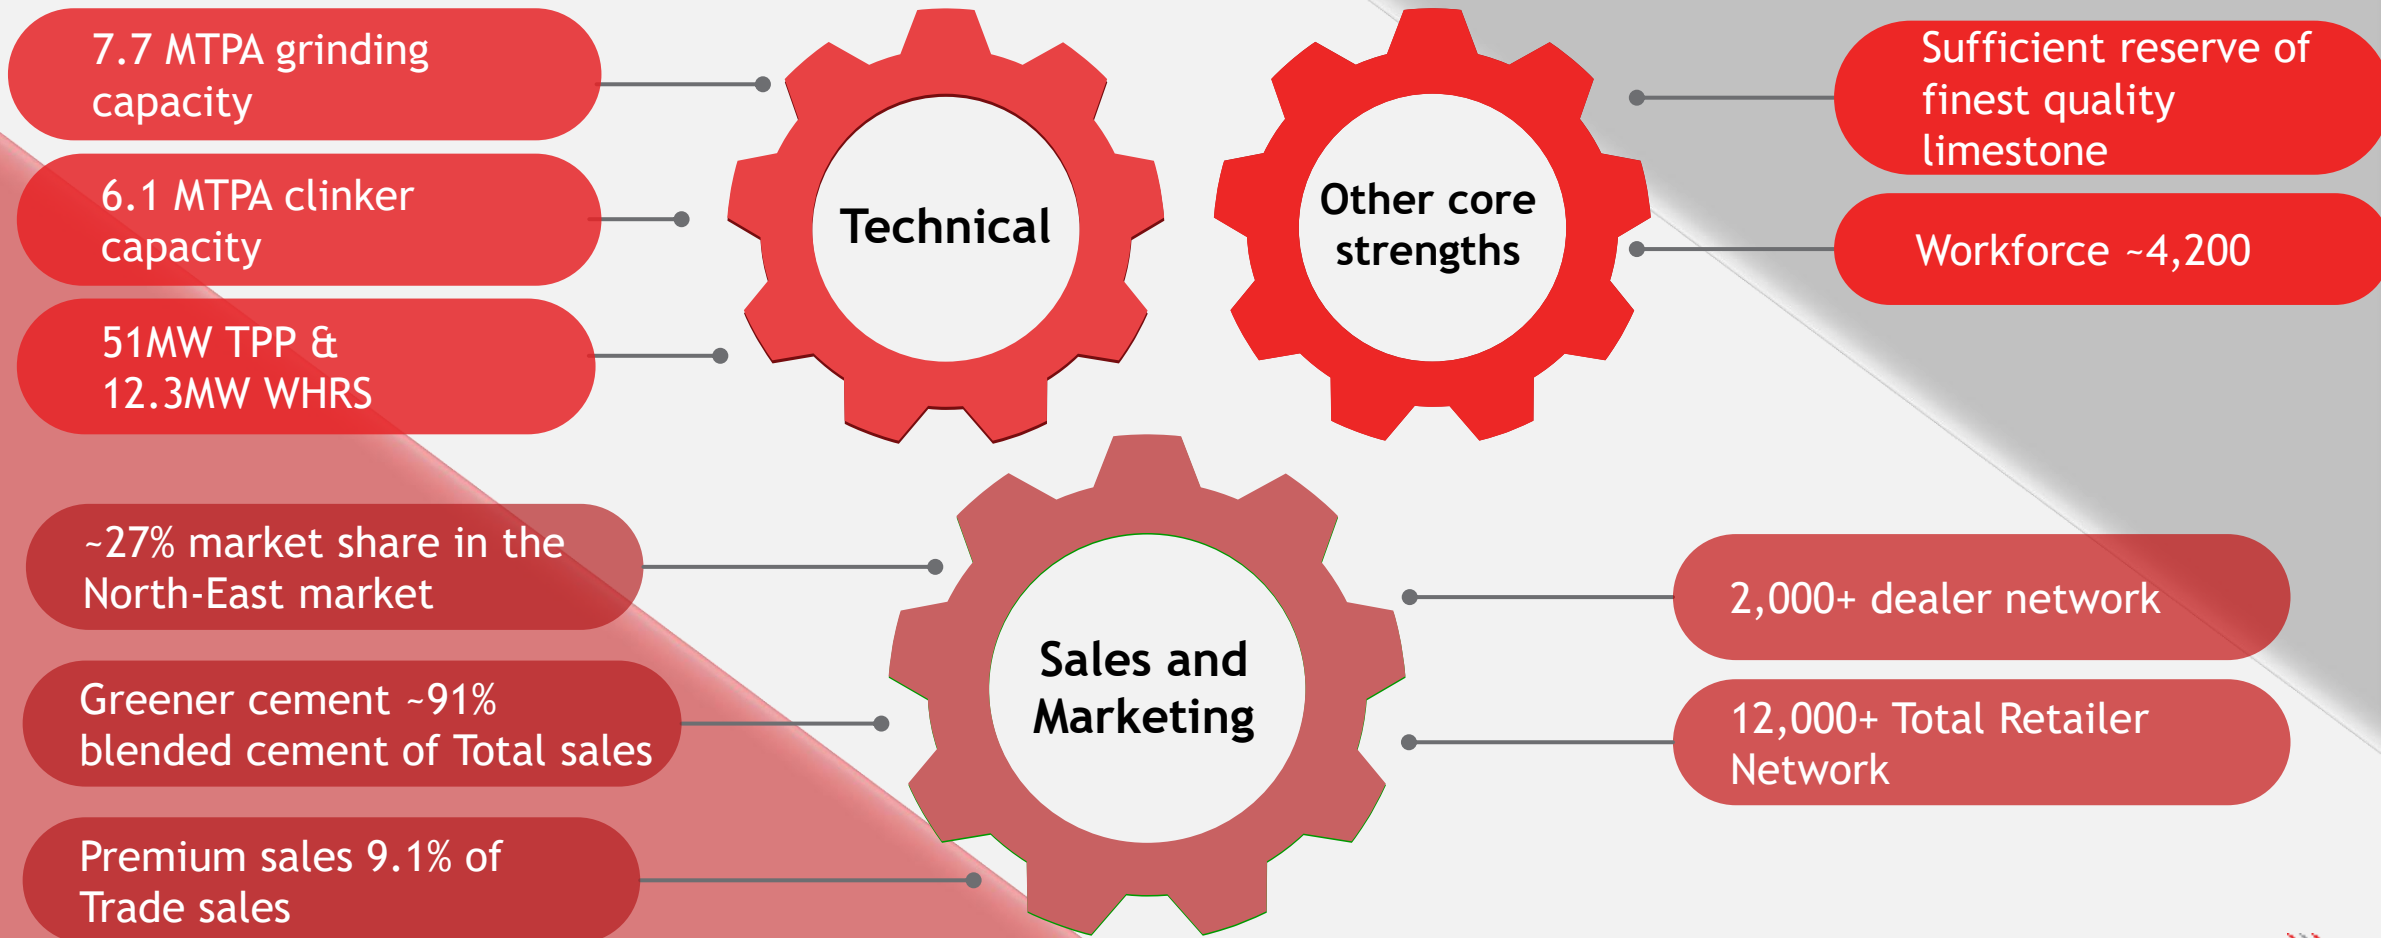 7.7 MTPA grinding
capacity
6.1 MTPA clinker
capacity
51MW TPP &
12.3MW WHRS
Technical
Other core
strengths
Sufficient reserve of
finest quality
limestone
Workforce ~4,200
~27% market share in the
North-East market
Greener cement ~91%
blended cement of Total sales
Premium sales 9.1% of
Trade sales
Sales and
Marketing
2,000+ dealer network
12,000+ Total Retailer
Network